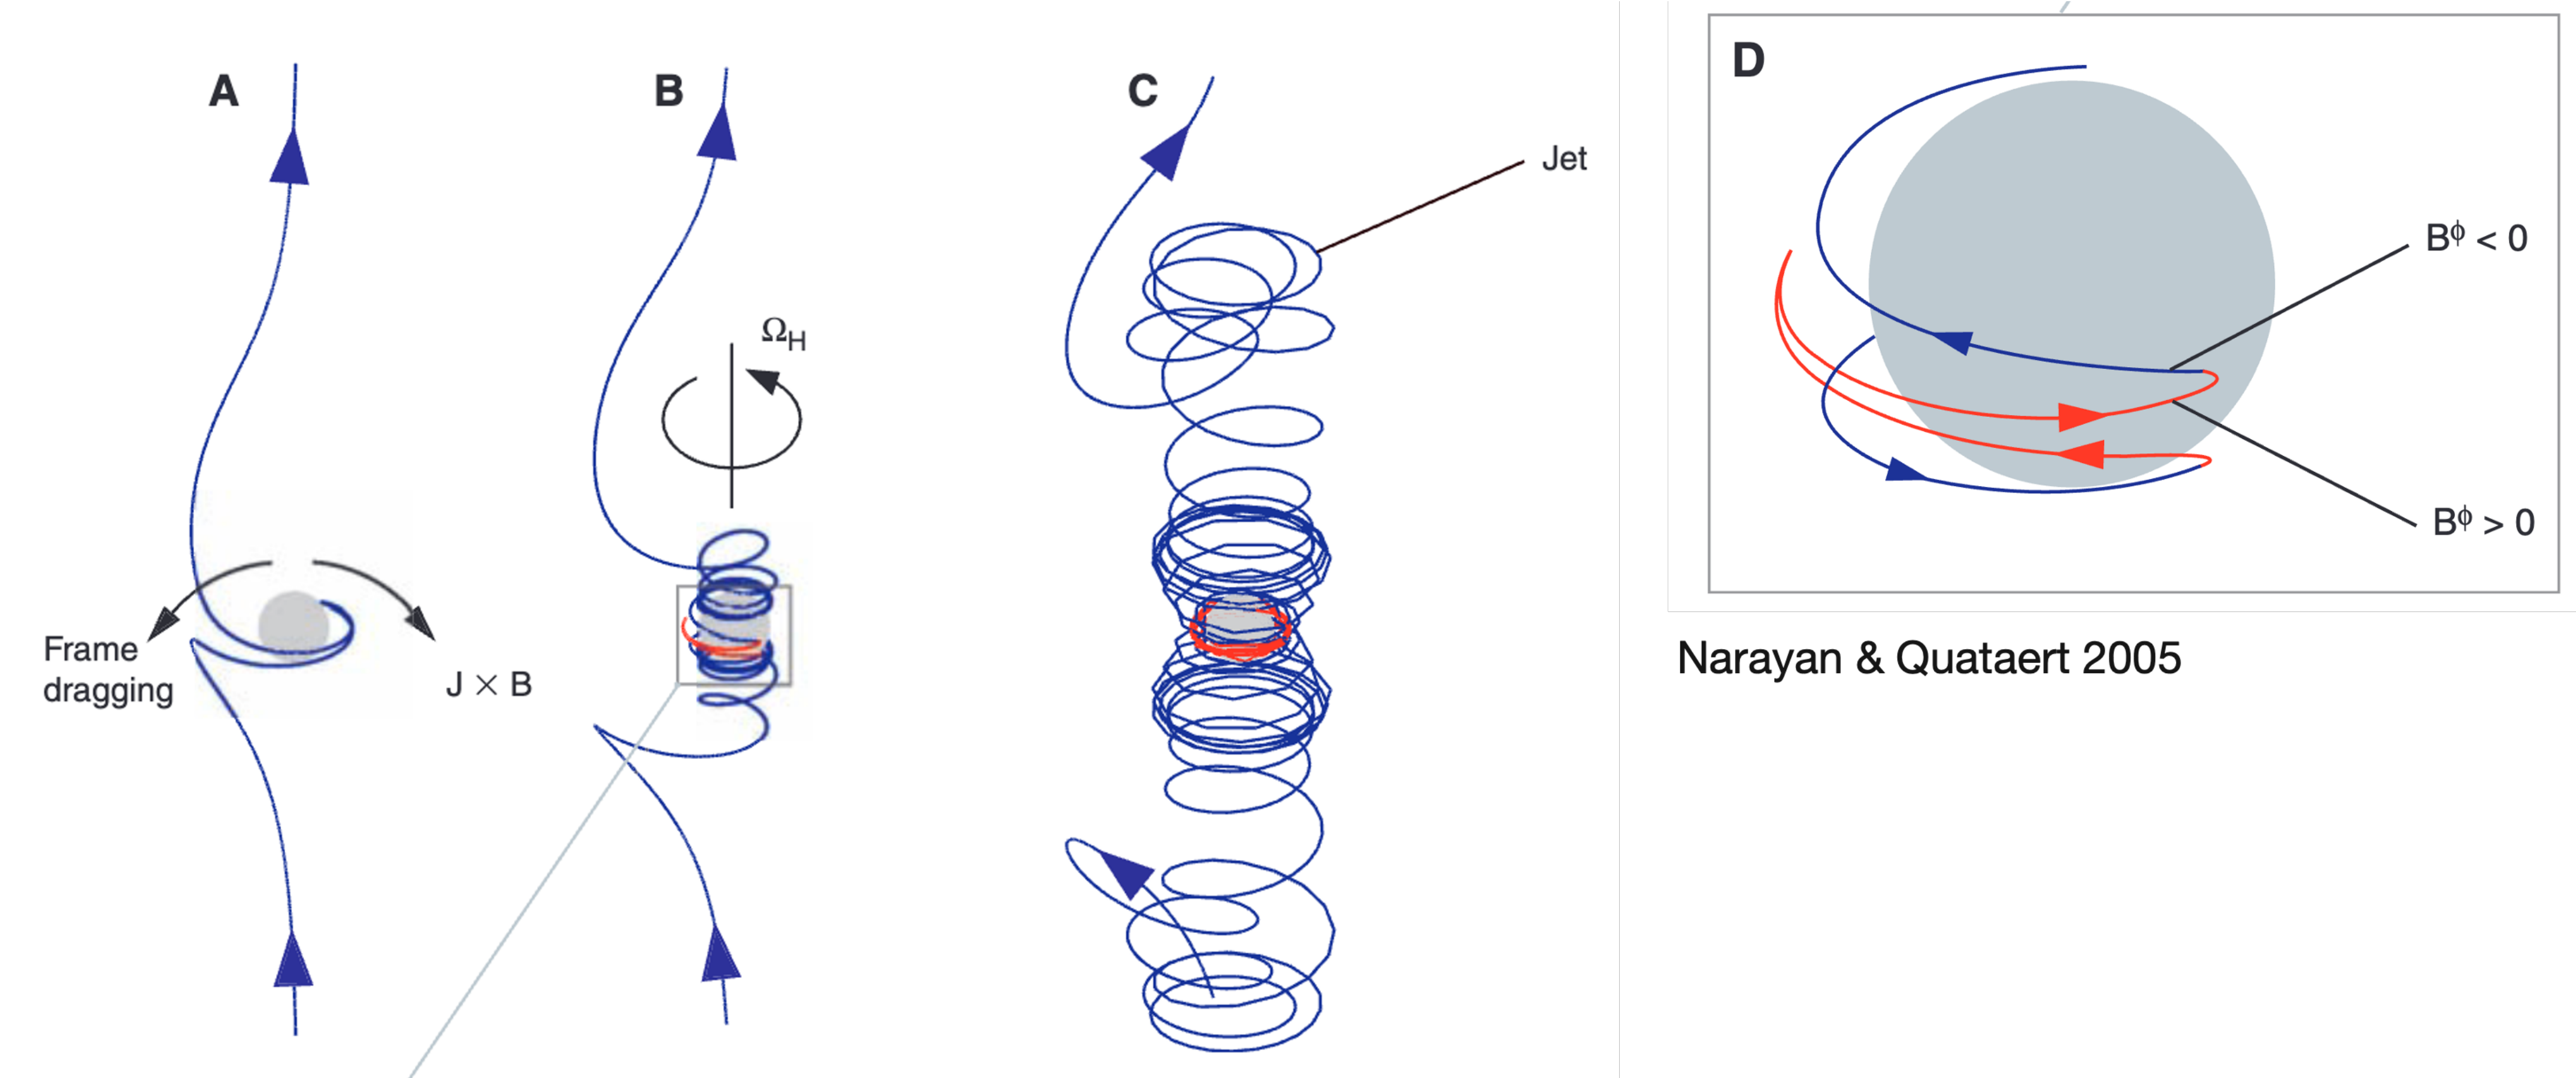 A
Frame
dragging
J × B
B
Ω_H
C
Jet
D
B^ϕ < 0
B^ϕ > 0
Narayan & Quataert 2005